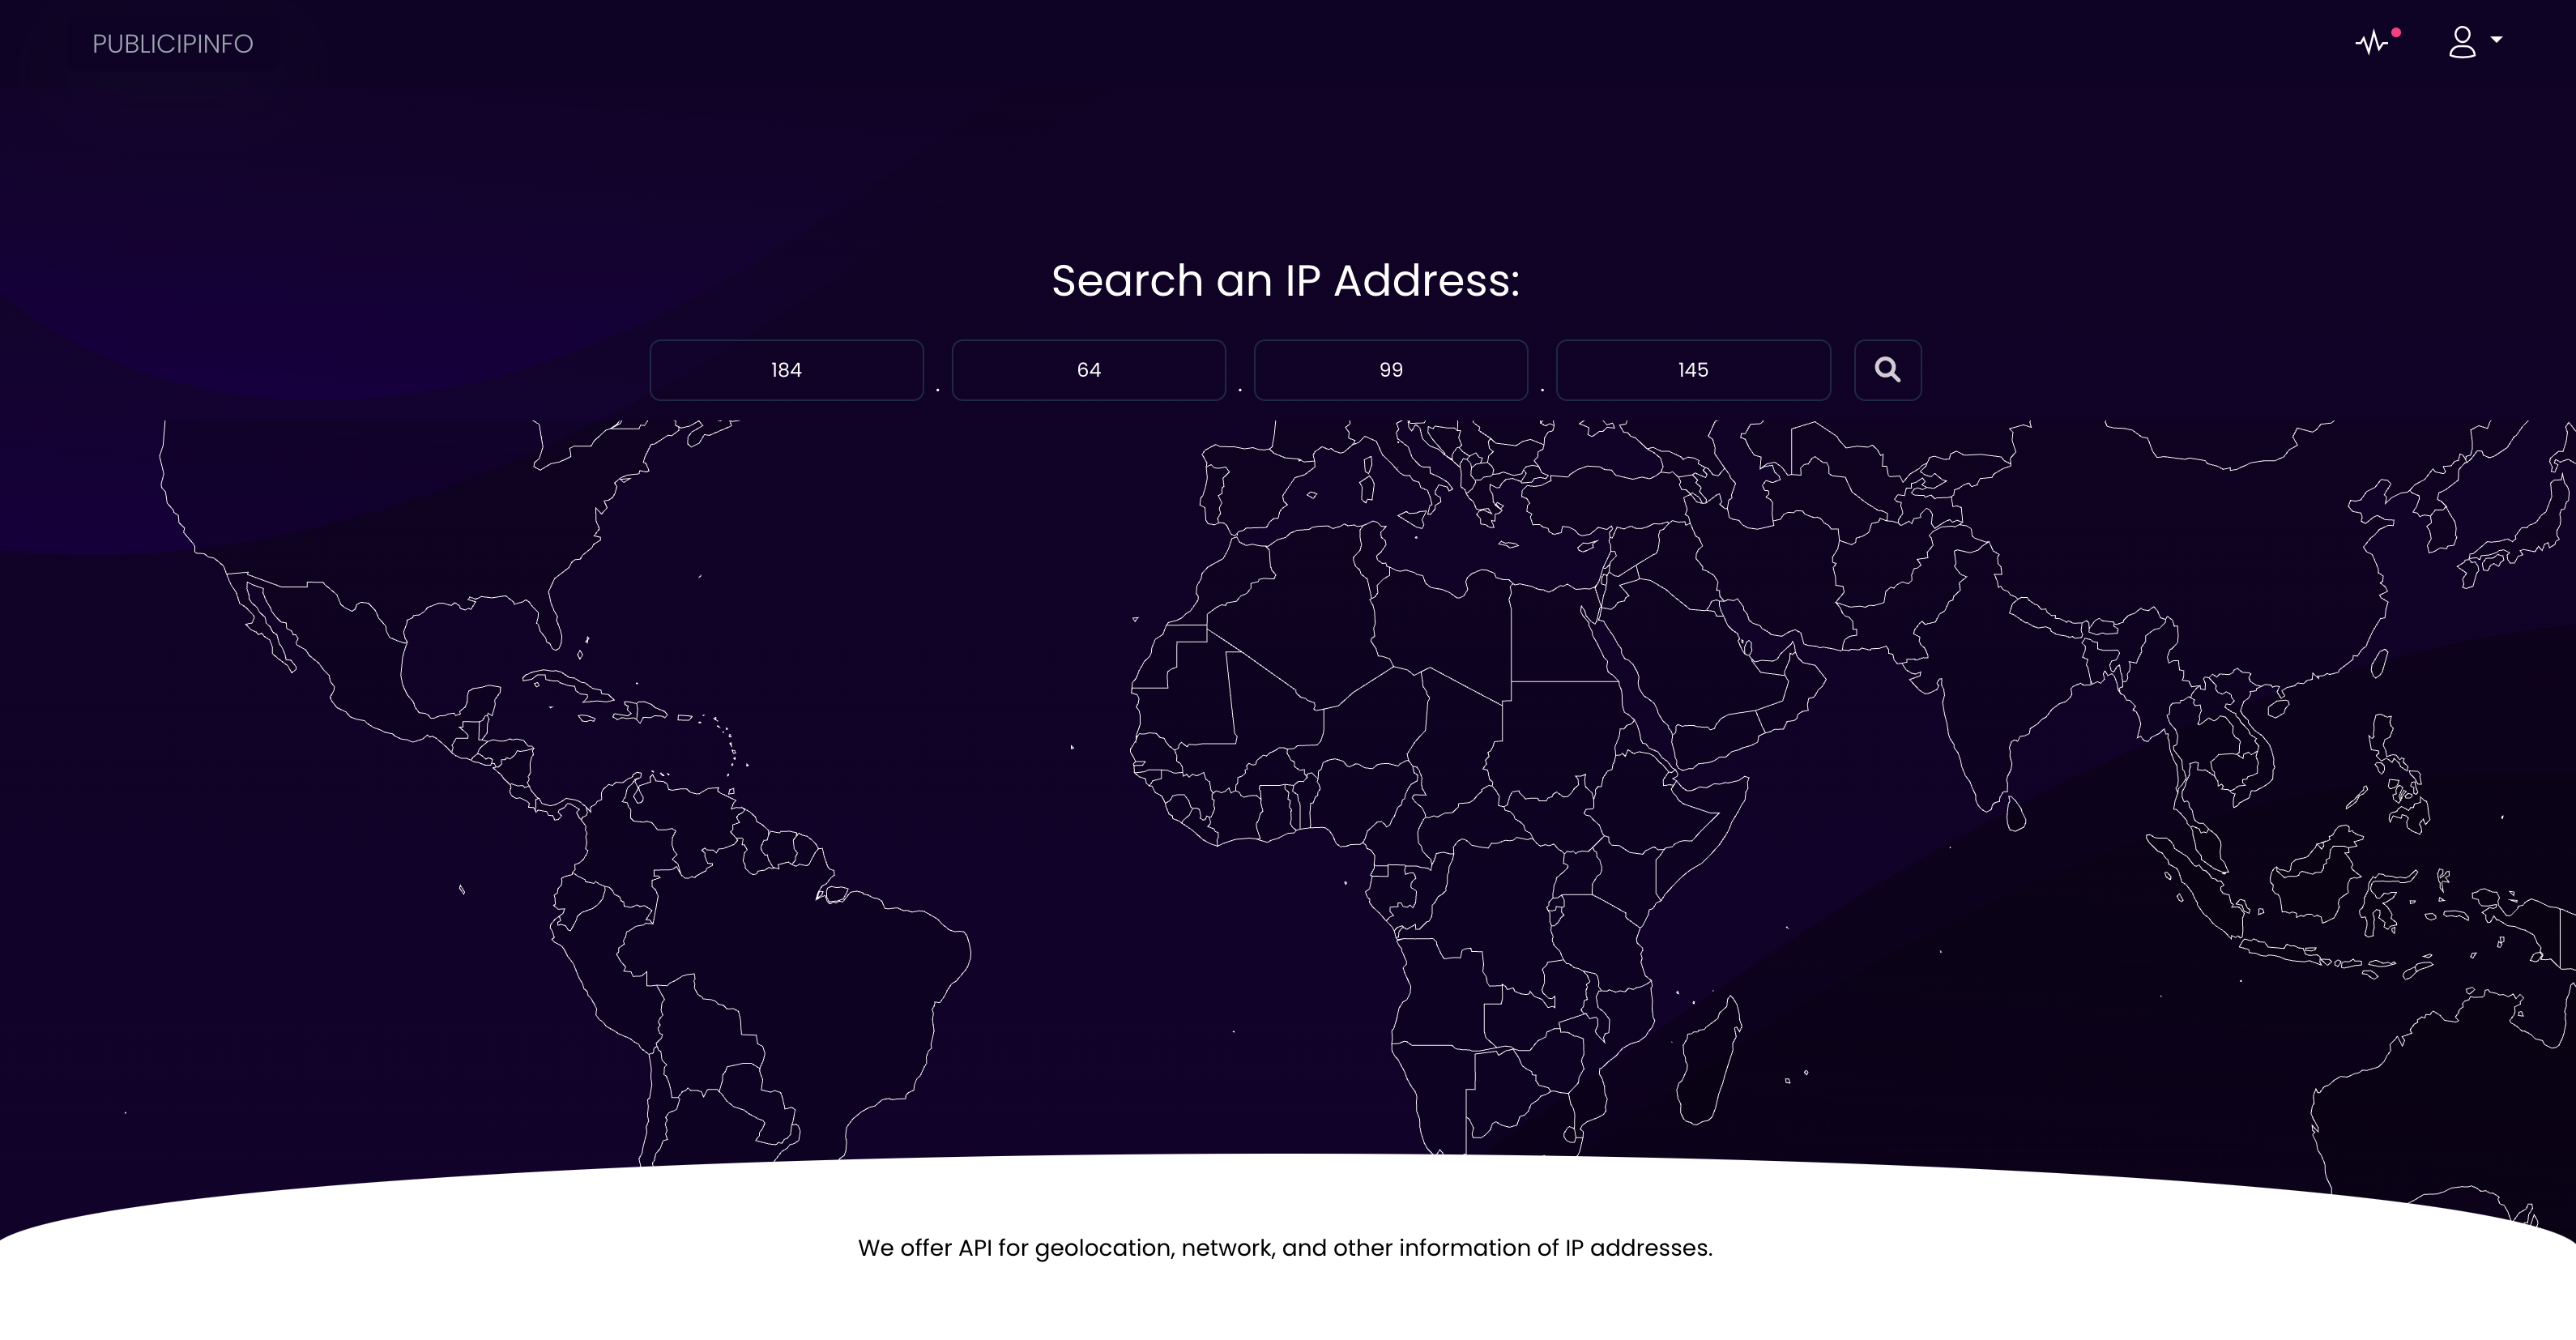 PUBLICIPINFO
Search an IP Address:
184 . 64 . 99 . 145
We offer API for geolocation, network, and other information of IP addresses.